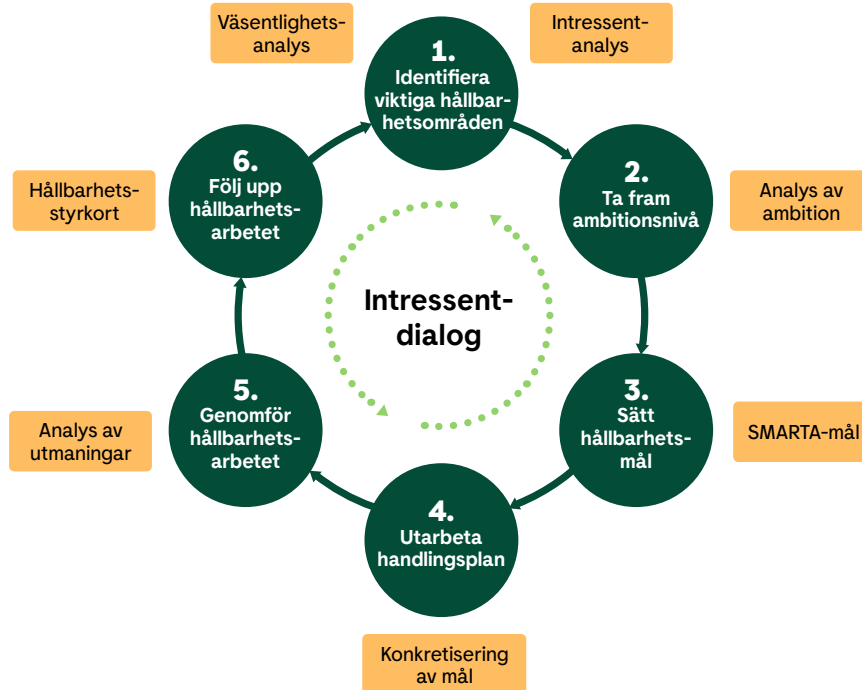 Väsentlighets-
analys
Intressent-
analys
1.
Identifiera
viktiga hållbar-
hetsområden
2.
Ta fram
ambitionsnivå
Analys av
ambition
3.
Sätt
hållbarhets-
mål
SMARTA-mål
4.
Utarbeta
handlingsplan
Konkretisering
av mål
5.
Genomför
hållbarhets-
arbetet
Analys av
utmaningar
6.
Följ upp
hållbarhets-
arbetet
Hållbarhets-
styrkort
Intressent-
dialog